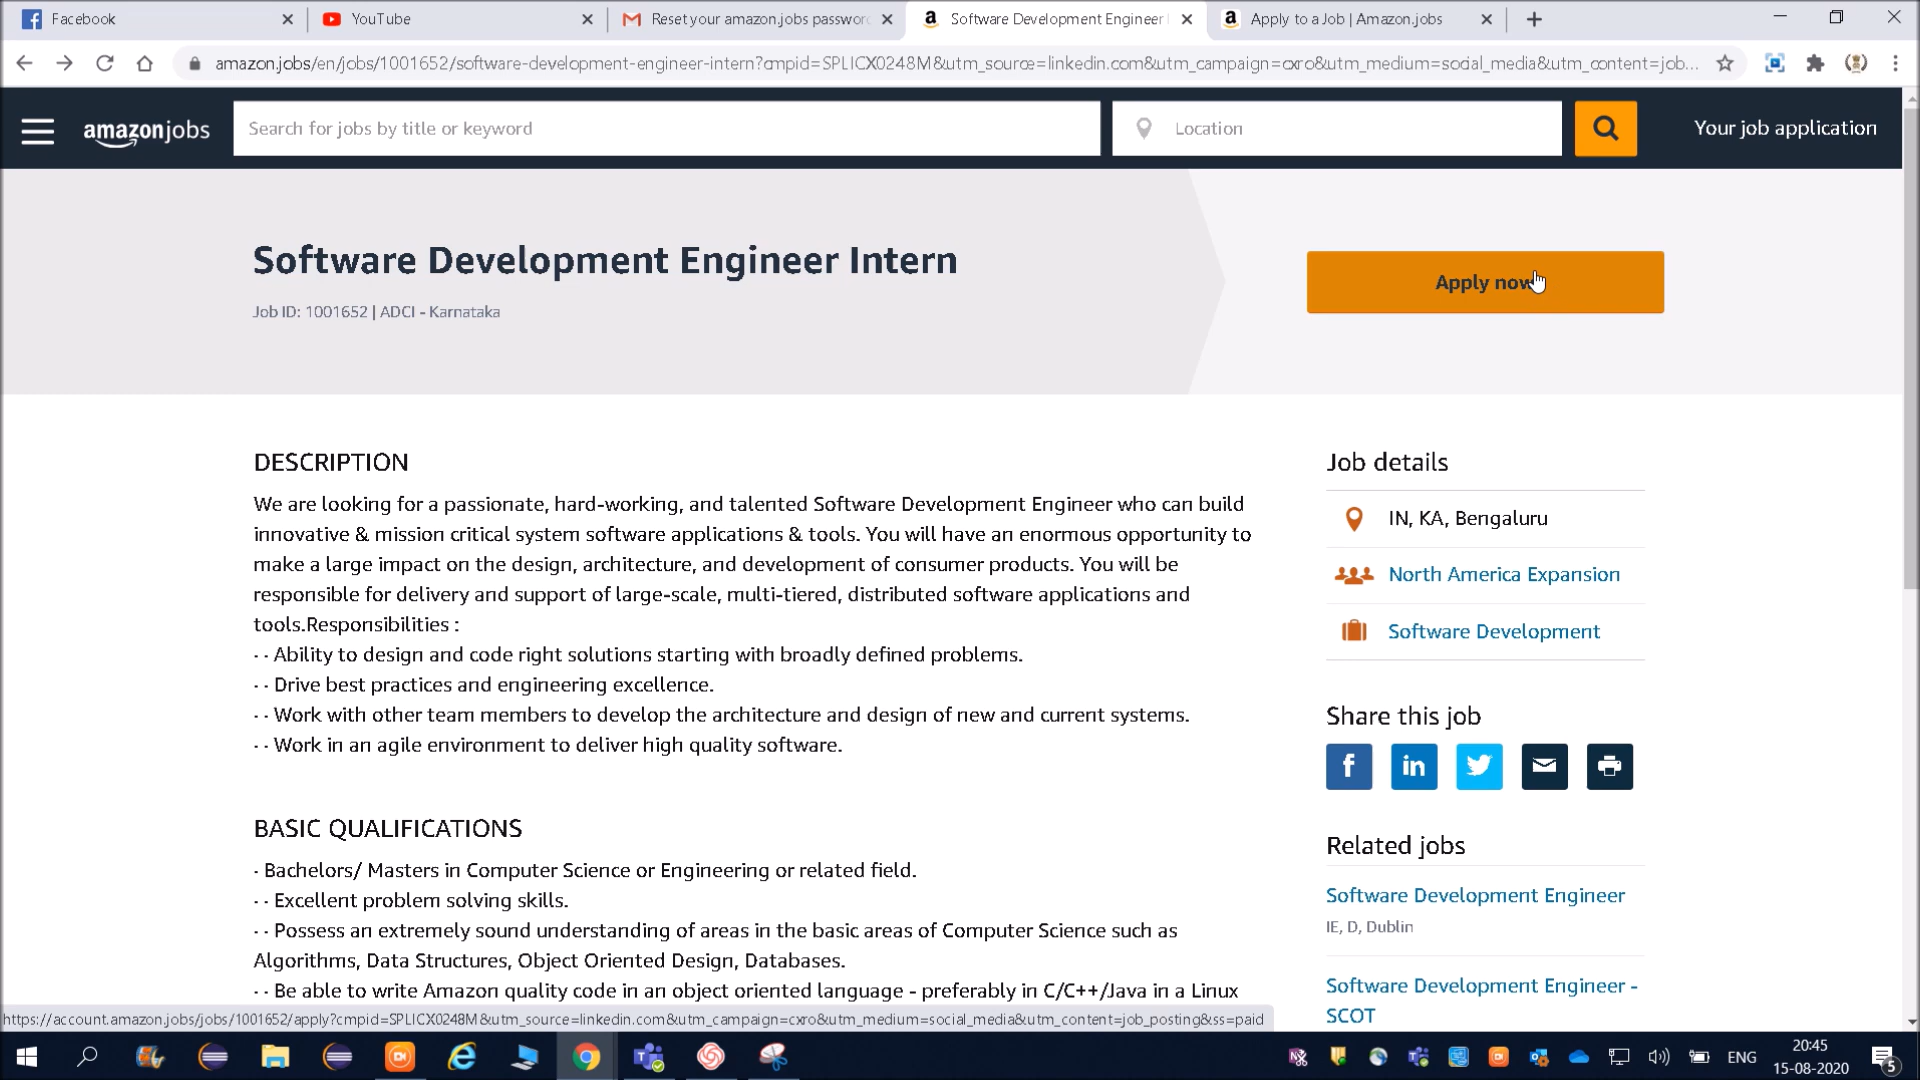 Facebook
YouTube
Reset your amazon.jobs password
Software Development Engineer I
Apply to a Job | Amazon.jobs
amazon.jobs/en/jobs/1001652/software-development-engineer-intern?cmpid=SPLICX0248M&utm_source=linkedin.com&utm_campaign=cxro&utm_medium=social_media&utm_content=job...
amazonjobs
Search for jobs by title or keyword
Location
Your job application
Software Development Engineer Intern
Job ID: 1001652 | ADCI - Karnataka
Apply now
DESCRIPTION
We are looking for a passionate, hard-working, and talented Software Development Engineer who can build
innovative & mission critical system software applications & tools. You will have an enormous opportunity to
make a large impact on the design, architecture, and development of consumer products. You will be
responsible for delivery and support of large-scale, multi-tiered, distributed software applications and
tools.Responsibilities :
· · Ability to design and code right solutions starting with broadly defined problems.
· · Drive best practices and engineering excellence.
· · Work with other team members to develop the architecture and design of new and current systems.
· · Work in an agile environment to deliver high quality software.
BASIC QUALIFICATIONS
· Bachelors/ Masters in Computer Science or Engineering or related field.
· · Excellent problem solving skills.
· · Possess an extremely sound understanding of areas in the basic areas of Computer Science such as
Algorithms, Data Structures, Object Oriented Design, Databases.
· · Be able to write Amazon quality code in an object oriented language - preferably in C/C++/Java in a Linux
Job details
IN, KA, Bengaluru
North America Expansion
Software Development
Share this job
Related jobs
Software Development Engineer
IE, D, Dublin
Software Development Engineer -
SCOT
https://account.amazon.jobs/jobs/1001652/apply?cmpid=SPLICX0248M&utm_source=linkedin.com&utm_campaign=cxro&utm_medium=social_media&utm_content=job_posting&ss=paid
ENG
20:45
15-08-2020
5